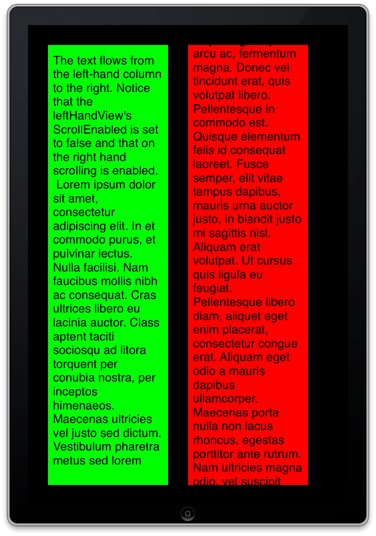 The text flows from
the left-hand column
to the right. Notice
that the
leftHandView's
ScrollEnabled is set
to false and that on
the right hand
scrolling is enabled.
Lorem ipsum dolor
sit amet,
consectetur
adipiscing elit. In et
commodo purus, et
pulvinar lectus.
Nulla facilisi. Nam
faucibus mollis nibh
ac consequat. Cras
ultrices libero eu
lacinia auctor. Class
aptent taciti
sociosqu ad litora
torquent per
conubia nostra, per
inceptos
himenaeos.
Maecenas ultricies
vel justo sed dictum.
Vestibulum pharetra
metus sed lorem
arcu ac, fermentum
magna. Donec vel
tincidunt erat, quis
volutpat libero.
Pellentesque in
commodo est.
Quisque elementum
felis id consequat
laoreet. Fusce
semper, elit vitae
tempus dapibus,
mauris urna auctor
justo, in blandit justo
mi sagittis nisl.
Aliquam erat
volutpat. Ut cursus
quis ligula eu
feugiat.
Pellentesque libero
diam, aliquet eget
enim placerat,
consectetur congue
erat. Aliquam eget
odio a mauris
dapibus
ullamcorper.
Maecenas porta
nulla non lacus
rhoncus, egestas
porttitor ante rutrum.
Nam ultricies magna
odio, vel suscipit